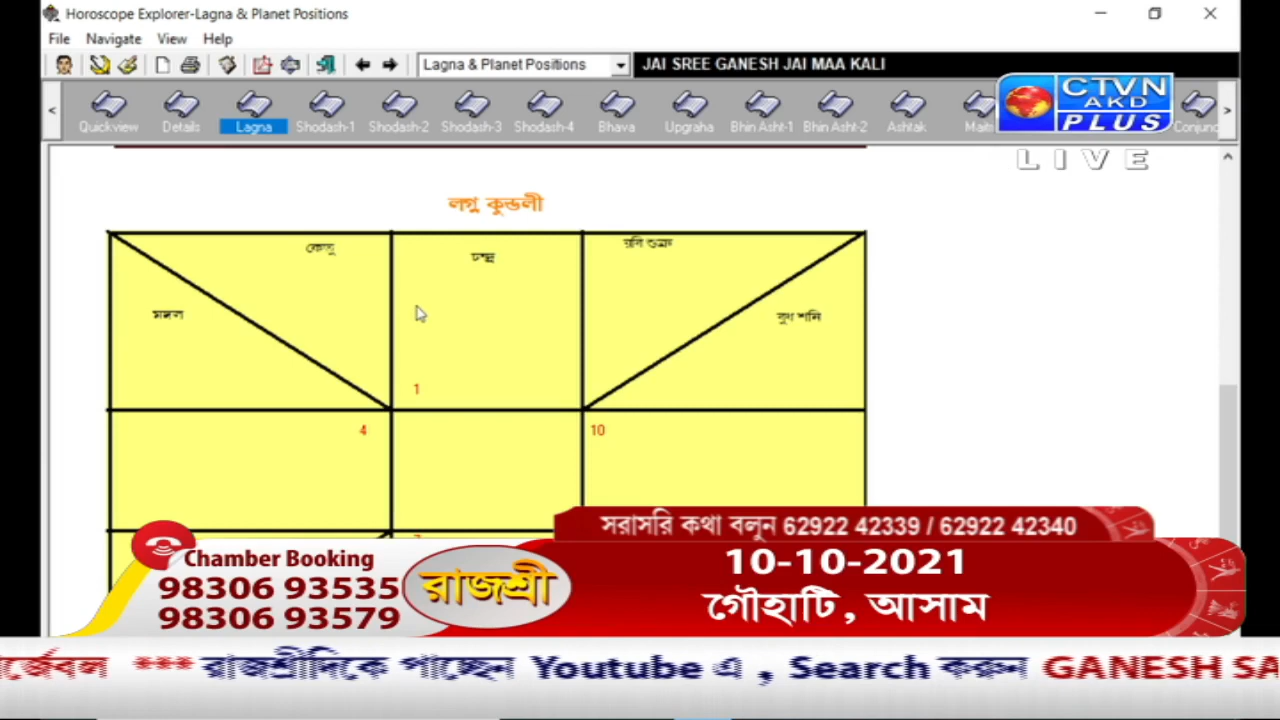 Horoscope Explorer-Lagna & Planet Positions
File Navigate View Help
Lagna & Planet Positions JAI SREE GANESH JAI MAA KALI
< Quickview Details Lagna Shodash-1 Shodash-2 Shodash-3 Shodash-4 Bhava Upgraha Bhin Asht-1 Bhin Asht-2 Ashtak Conjunc >
CTVN
AKD
PLUS
LIVE
লগ্ন কুন্ডলী
কেতু চন্দ্র রবি শুক্র
মঙ্গল বুধ শনি
1
4 10
সরাসরি কথা বলুন 62922 42339 / 62922 42340
Chamber Booking
98306 93535
98306 93579
রাজশ্রী
10-10-2021
গৌহাটি, আসাম
*** রাজশ্রীদিকে পাচ্ছেন Youtube এ , Search করুন GANESH SA